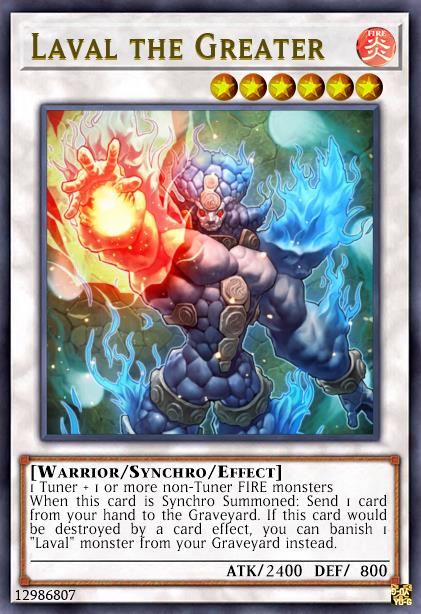 Laval the Greater
FIRE
炎
[Warrior/Synchro/Effect]
1 Tuner + 1 or more non-Tuner FIRE monsters
When this card is Synchro Summoned: Send 1 card
from your hand to the Graveyard. If this card would
be destroyed by a card effect, you can banish 1
"Laval" monster from your Graveyard instead.
ATK/2400 DEF/ 800
12986807